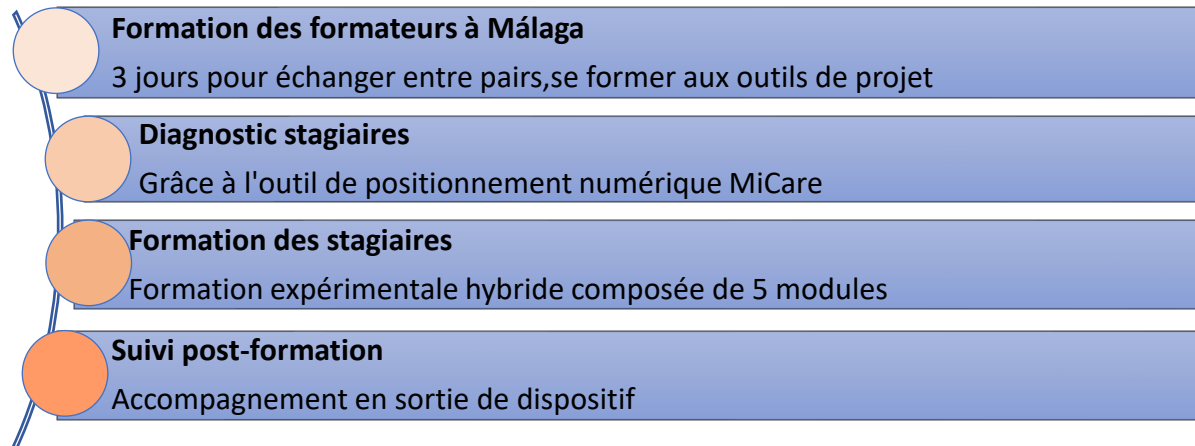 Formation des formateurs à Málaga
3 jours pour échanger entre pairs,se former aux outils de projet
Diagnostic stagiaires
Grâce à l'outil de positionnement numérique MiCare
Formation des stagiaires
Formation expérimentale hybride composée de 5 modules
Suivi post-formation
Accompagnement en sortie de dispositif